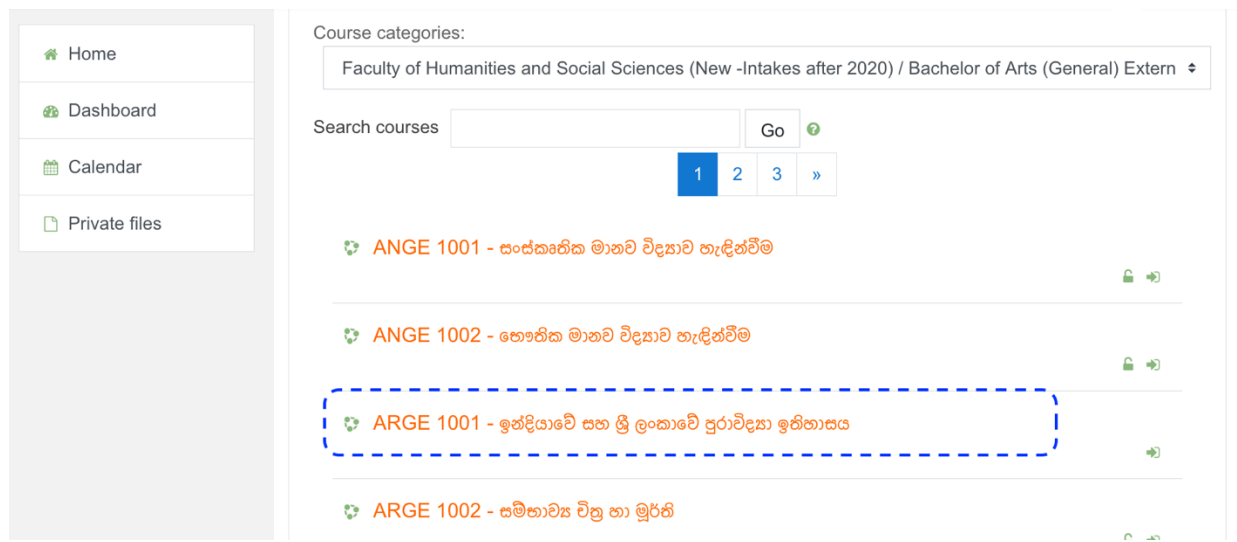 Home
Dashboard
Calendar
Private files
Course categories:
Faculty of Humanities and Social Sciences (New -Intakes after 2020) / Bachelor of Arts (General) Extern
Search courses
Go
1 2 3 »
ANGE 1001 - සංස්කෘතික මානව විද්‍යාව හැඳින්වීම
ANGE 1002 - භෞතික මානව විද්‍යාව හැඳින්වීම
ARGE 1001 - ඉන්දියාවේ සහ ශ්‍රී ලංකාවේ පුරාවිද්‍යා ඉතිහාසය
ARGE 1002 - සම්භාව්‍ය චිත්‍ර හා මූර්ති